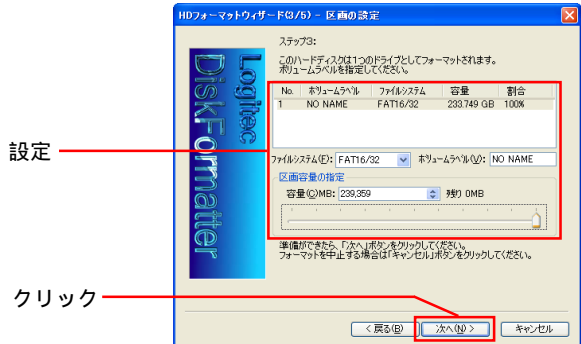 HDフォーマットウィザード(3/5) - 区画の設定
Logitec
DiskFormatter
ステップ3:
このハードディスクは1つのドライブとしてフォーマットされます。
ボリュームラベルを指定してください。
No. ボリュームラベル ファイルシステム 容量 割合
1 NO NAME FAT16/32 233.749 GB 100%
設定
ファイルシステム(F): FAT16/32 ボリュームラベル(V): NO NAME
区画容量の指定
容量(C)MB: 239,359 残り 0MB
準備ができたら、「次へ」ボタンをクリックしてください。
フォーマットを中止する場合は「キャンセル」ボタンをクリックしてください。
クリック
< 戻る(B) 次へ(N) > キャンセル